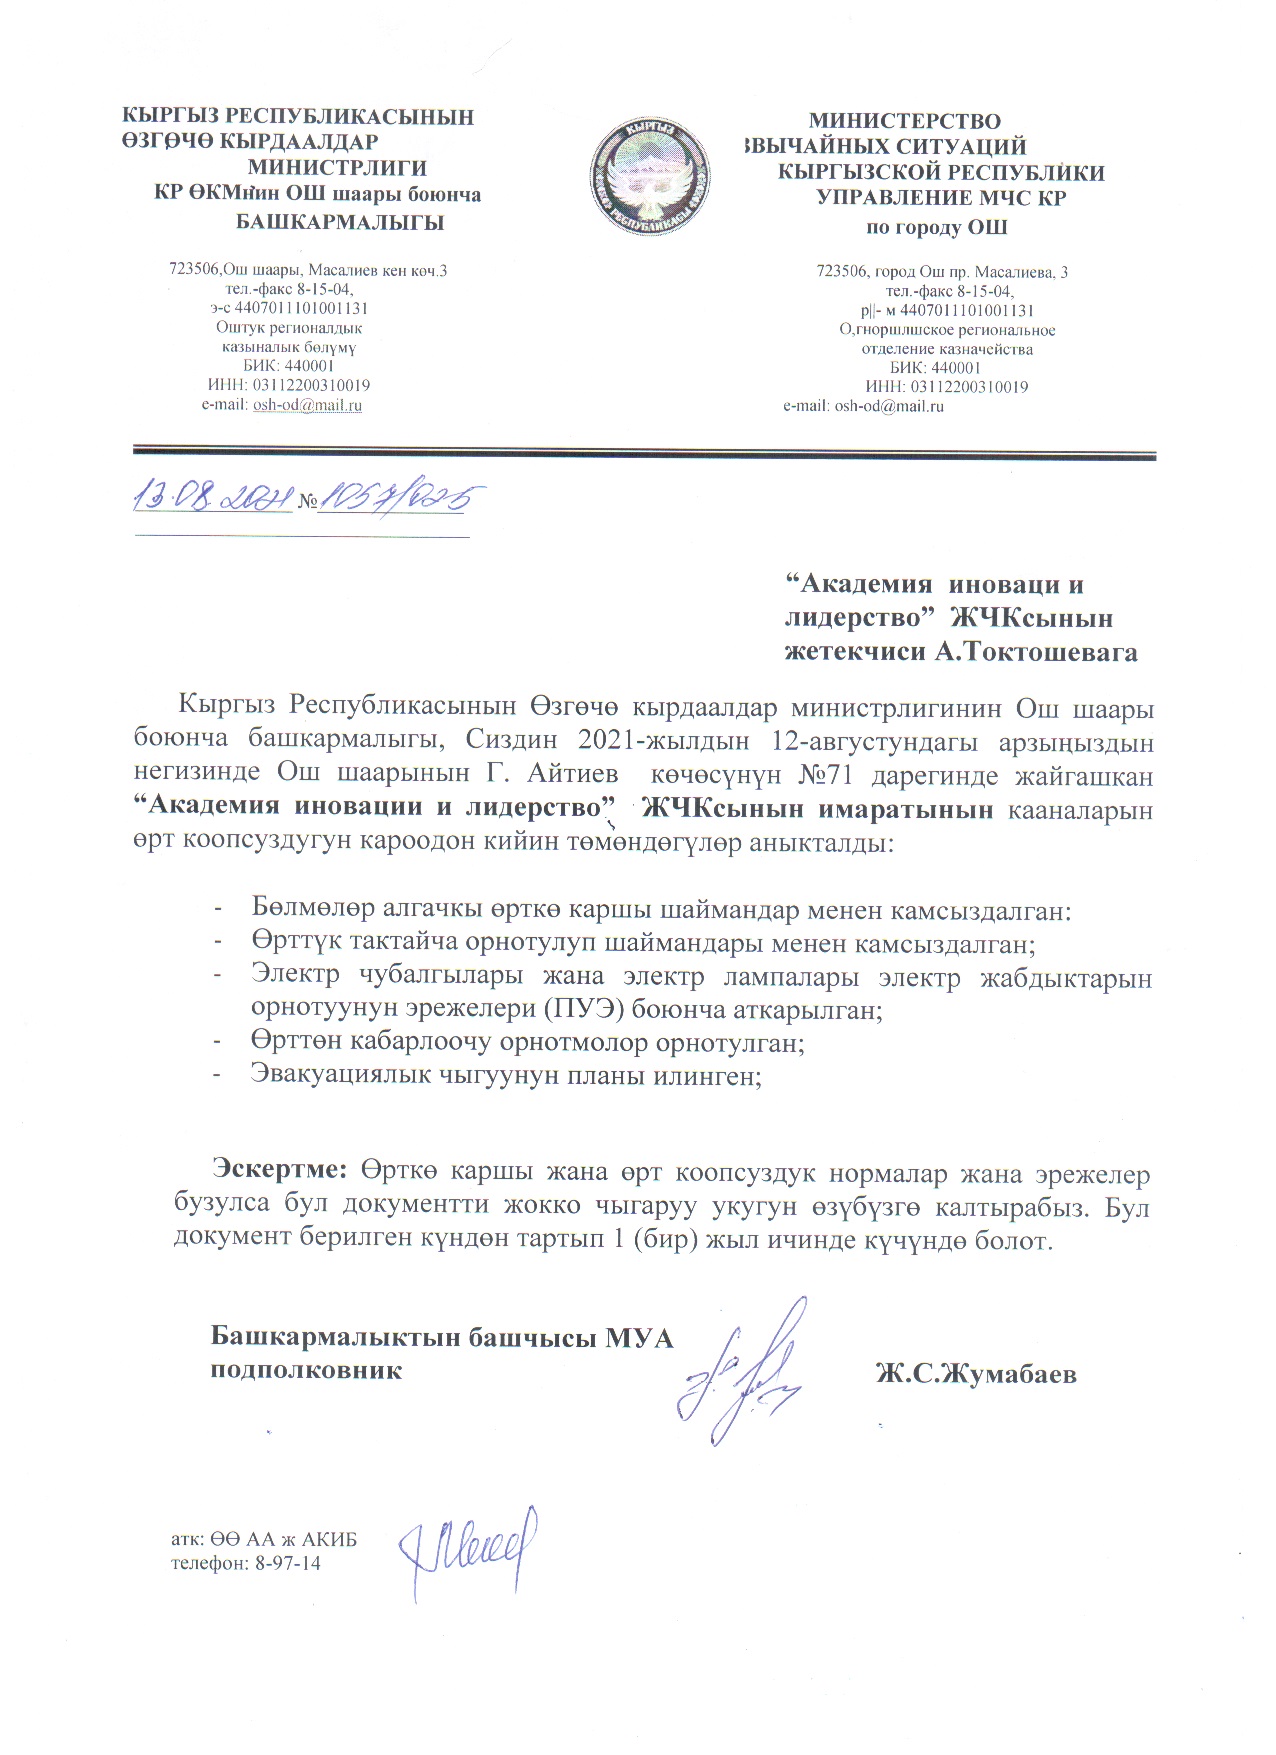 КЫРГЫЗ РЕСПУБЛИКАСЫНЫН
ӨЗГӨЧӨ КЫРДААЛДАР
МИНИСТРЛИГИ
КР ӨКМнин ОШ шаары боюнча
БАШКАРМАЛЫГЫ
723506,Ош шаары, Масалиев кен коч.3
тел.-факс 8-15-04,
э-с 4407011101001131
Оштук регионалдык
казыналык бөлүмү
БИК: 440001
ИНН: 03112200310019
e-mail: osh-od@mail.ru
КЫРГЫЗ РЕСПУБЛИКАСЫ
МИНИСТЕРСТВО
ЗВЫЧАЙНЫХ СИТУАЦИЙ
КЫРГЫЗСКОЙ РЕСПУБЛИКИ
УПРАВЛЕНИЕ МЧС КР
по городу ОШ
723506, город Ош пр. Масалиева, 3
тел.-факс 8-15-04,
р||- м 4407011101001131
О,гноршлшское региональное
отделение казначейства
БИК: 440001
ИНН: 03112200310019
e-mail: osh-od@mail.ru
13.08.2021 №1057/025
“Академия иноваци и
лидерство” ЖЧКсынын
жетекчиси А.Токтошевага
Кыргыз Республикасынын Өзгөчө кырдаалдар министрлигинин Ош шаары
боюнча башкармалыгы, Сиздин 2021-жылдын 12-августундагы арзыңыздын
негизинде Ош шаарынын Г. Айтиев көчөсүнүн №71 дарегинде жайгашкан
“Академия иновации и лидерство” ЖЧКсынын имаратынын кааналарын
өрт коопсуздугун кароодон кийин төмөндөгүлөр аныкталды:
- Бөлмөлөр алгачкы өрткө каршы шаймандар менен камсыздалган:
- Өрттүк тактайча орнотулуп шаймандары менен камсыздалган;
- Электр чубалгылары жана электр лампалары электр жабдыктарын
орнотуунун эрежелери (ПУЭ) боюнча аткарылган;
- Өрттөн кабарлоочу орнотмолор орнотулган;
- Эвакуациялык чыгуунун планы илинген;
Эскертме: Өрткө каршы жана өрт коопсуздук нормалар жана эрежелер
бузулса бул документти жокко чыгаруу укугун өзүбүзгө калтырабыз. Бул
документ берилген күндөн тартып 1 (бир) жыл ичинде күчүндө болот.
Башкармалыктын башчысы МУА
подполковник Ж.С.Жумабаев
атк: ӨӨ АА ж АКИБ
телефон: 8-97-14